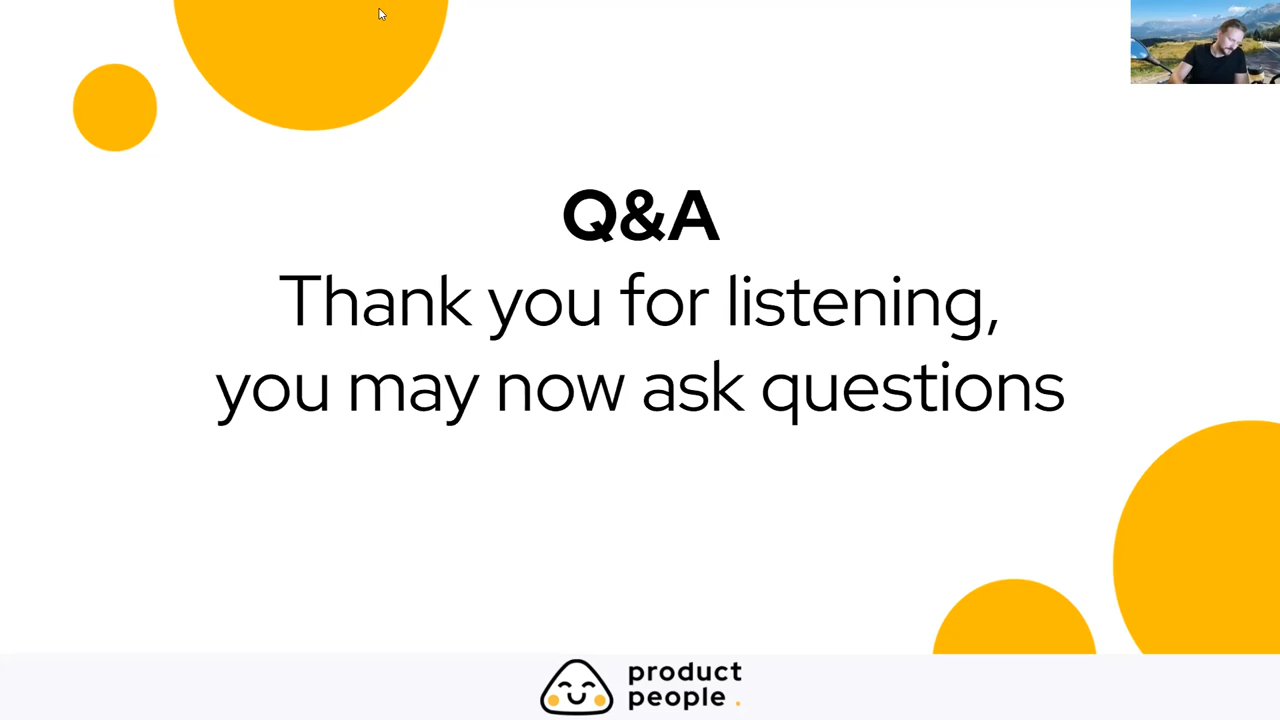 Q&A
Thank you for listening,
you may now ask questions
product
people .